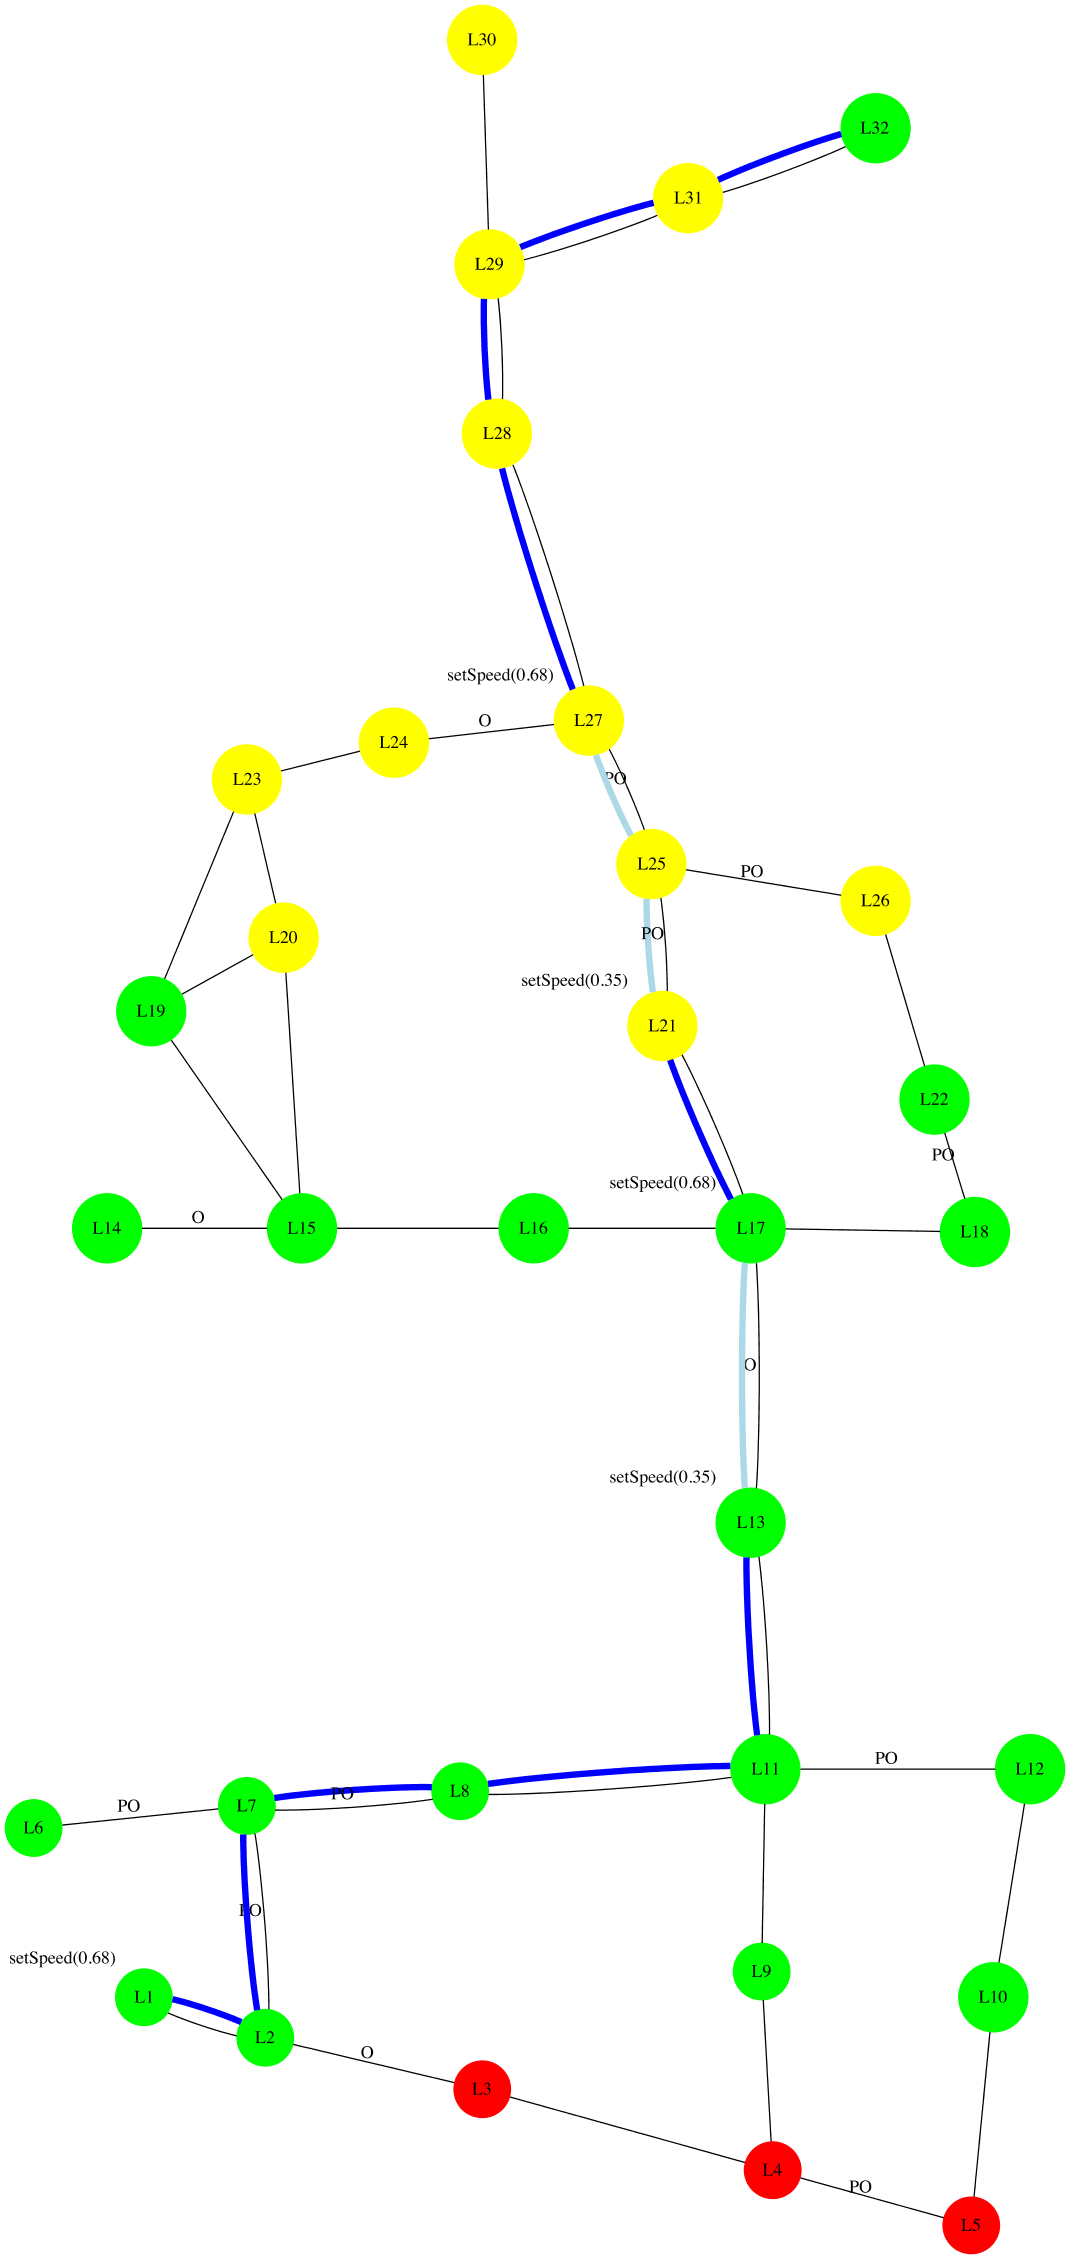 L30
L32
L31
L29
L28
setSpeed(0.68)
L27
O
L24
L23
PO
L25
PO
L26
L20
PO
setSpeed(0.35)
L19
L21
L22
PO
setSpeed(0.68)
L14
O
L15
L16
L17
L18
O
setSpeed(0.35)
L13
L11
PO
L12
L8
PO
L7
PO
L6
PO
setSpeed(0.68)
L9
L1
L10
L2
O
L3
L4
PO
L5